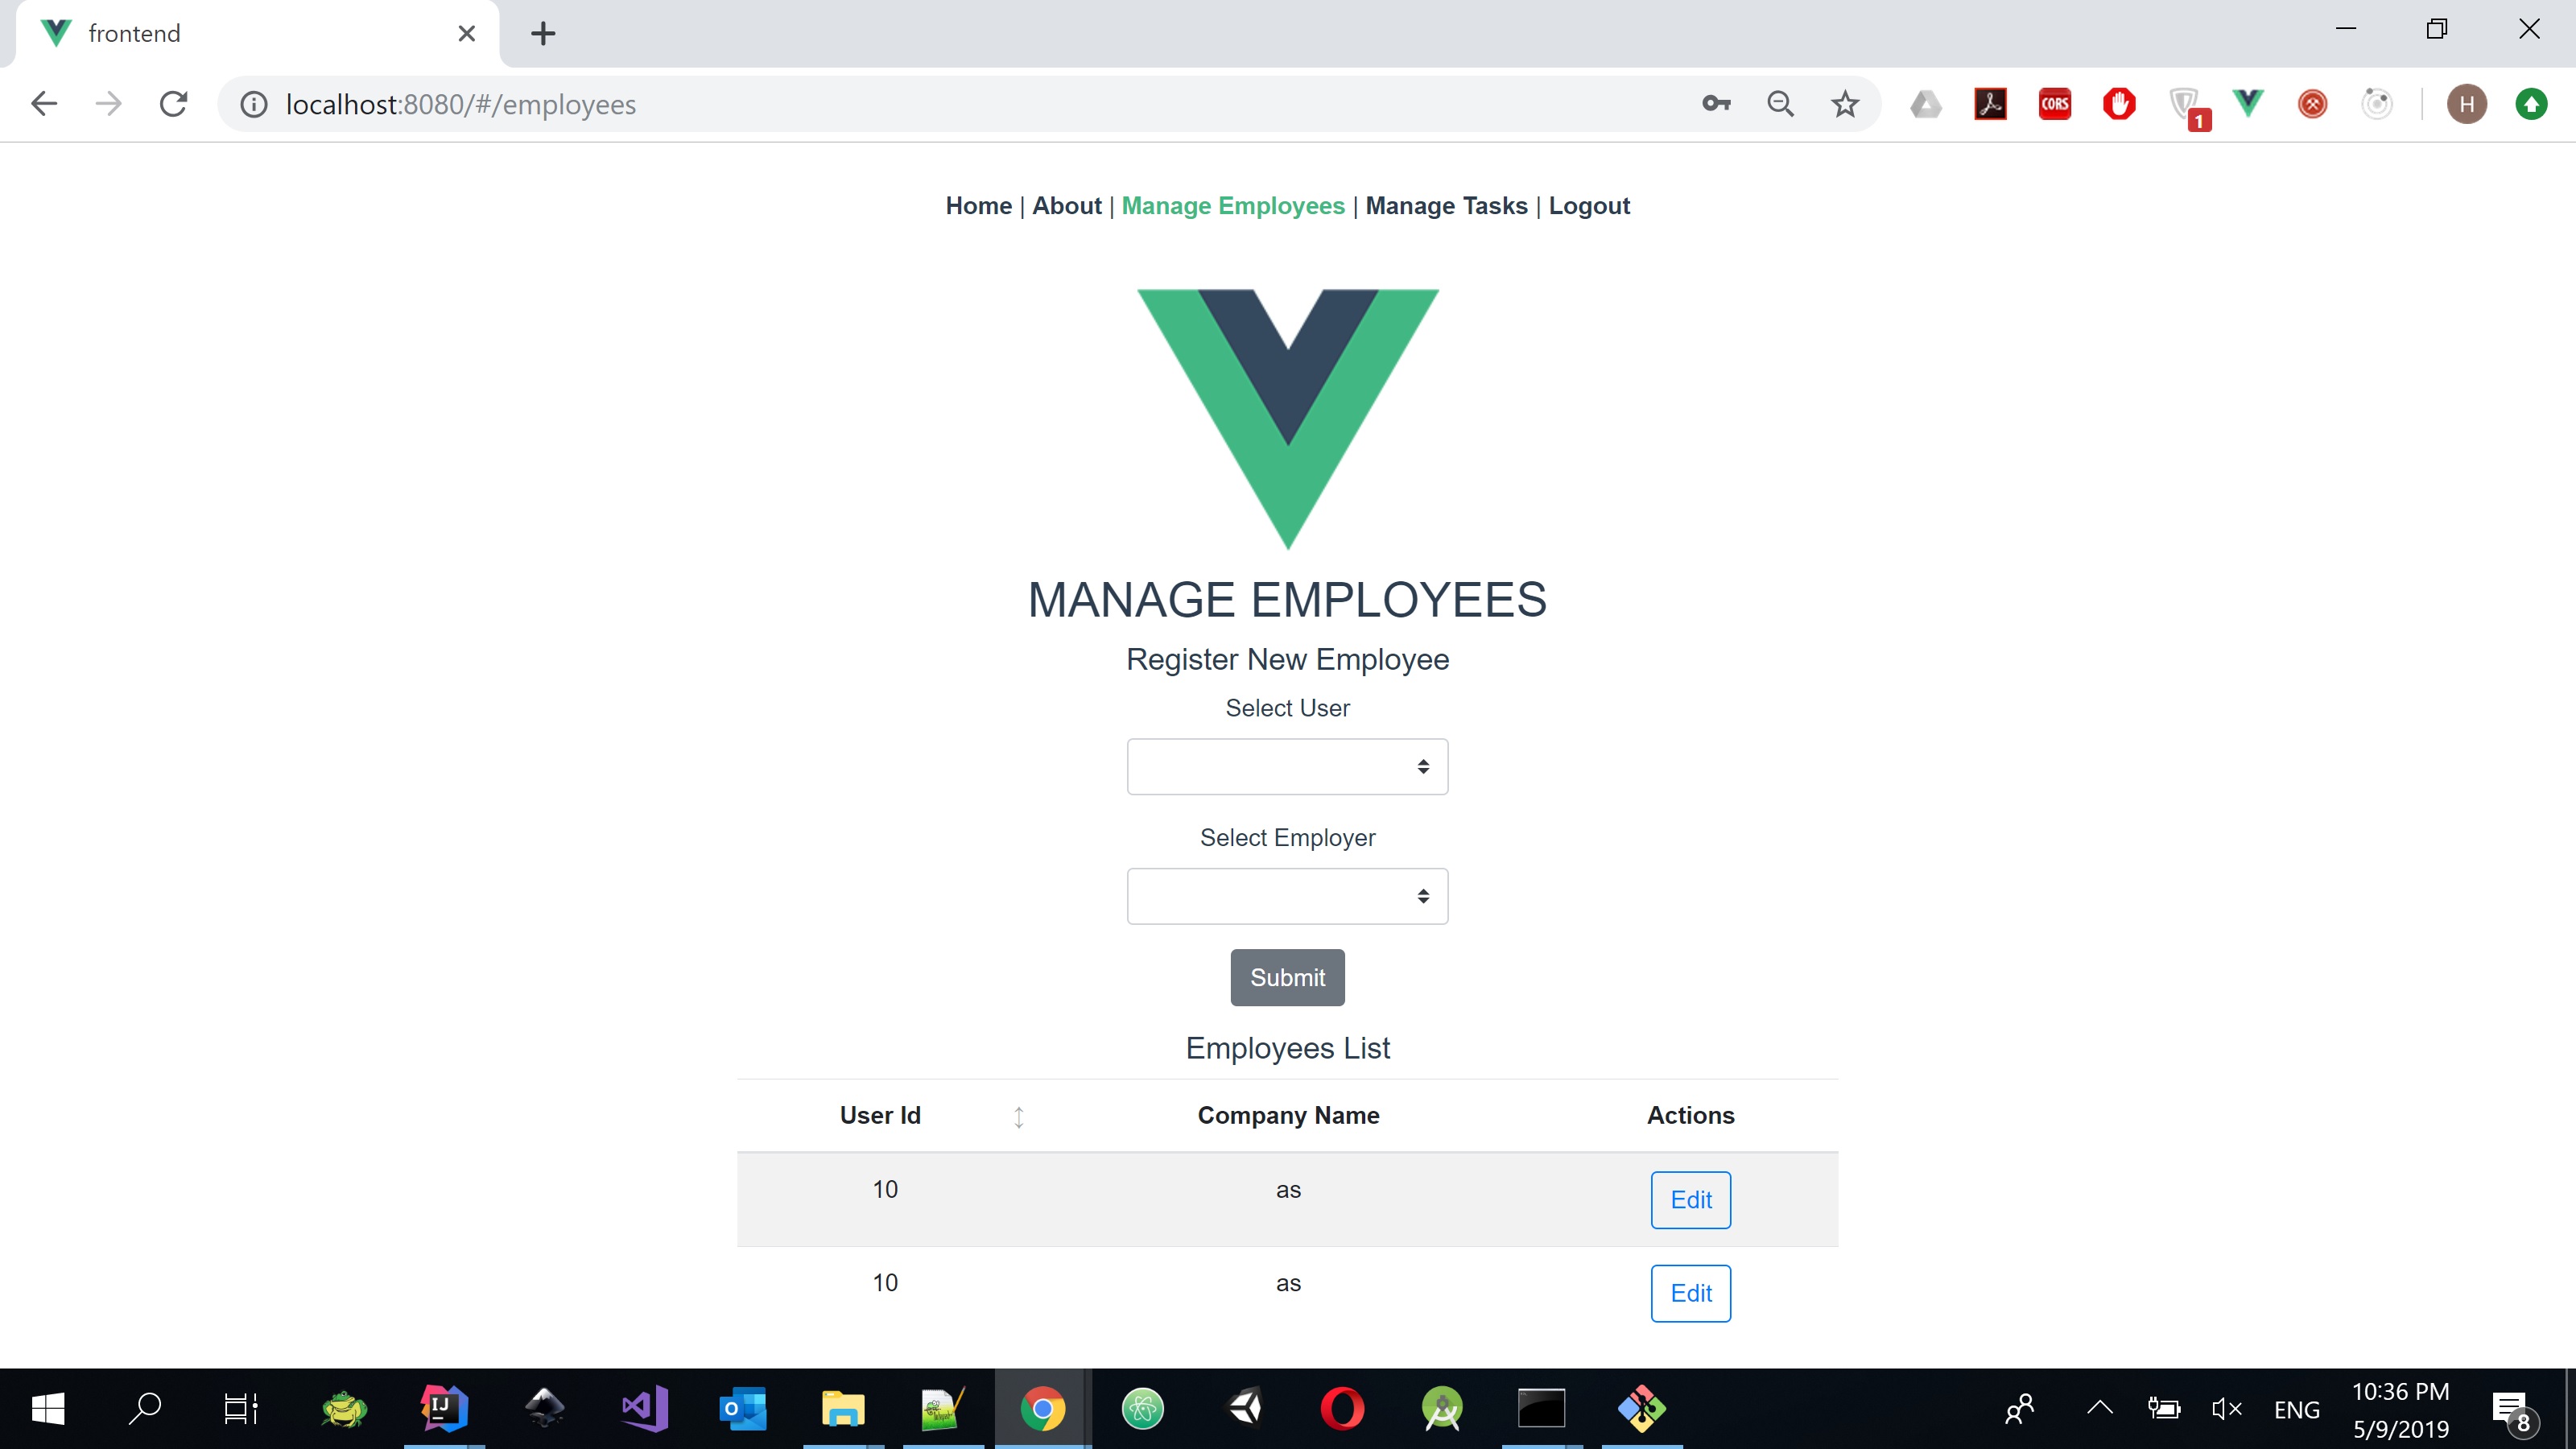 frontend
localhost:8080/#/employees
CORS
1
H
Home | About | Manage Employees | Manage Tasks | Logout
MANAGE EMPLOYEES
Register New Employee
Select User
Select Employer
Submit
Employees List
User Id Company Name Actions
10 as Edit
10 as Edit
IJ
O
ENG
10:36 PM
5/9/2019
8